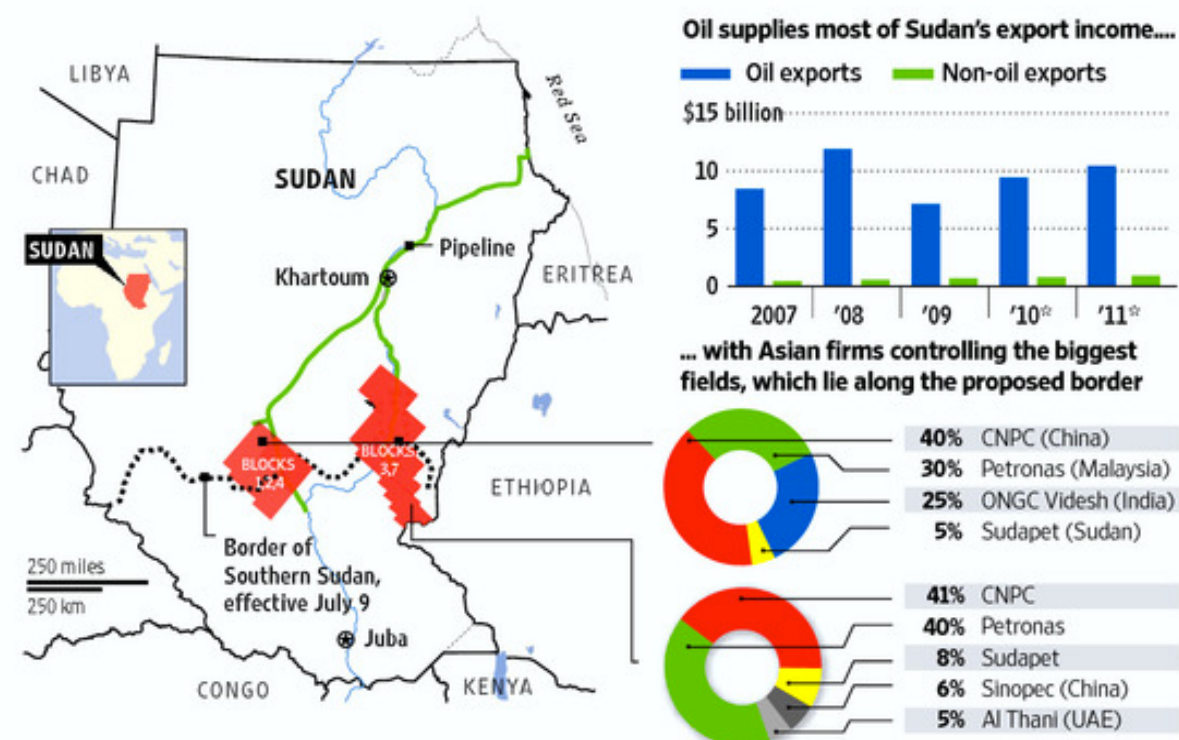 LIBYA
Red Sea
CHAD
SUDAN
SUDAN
Pipeline
Khartoum
ERITREA
BLOCKS
1,2,4
BLOCKS
3,7
ETHIOPIA
Border of
Southern Sudan,
effective July 9
250 miles
250 km
Juba
CONGO
KENYA
Oil supplies most of Sudan’s export income....
Oil exports
Non-oil exports
$15 billion
10
5
0
2007
’08
’09
’10☆
’11☆
... with Asian firms controlling the biggest
fields, which lie along the proposed border
40% CNPC (China)
30% Petronas (Malaysia)
25% ONGC Videsh (India)
5% Sudapet (Sudan)
41% CNPC
40% Petronas
8% Sudapet
6% Sinopec (China)
5% Al Thani (UAE)